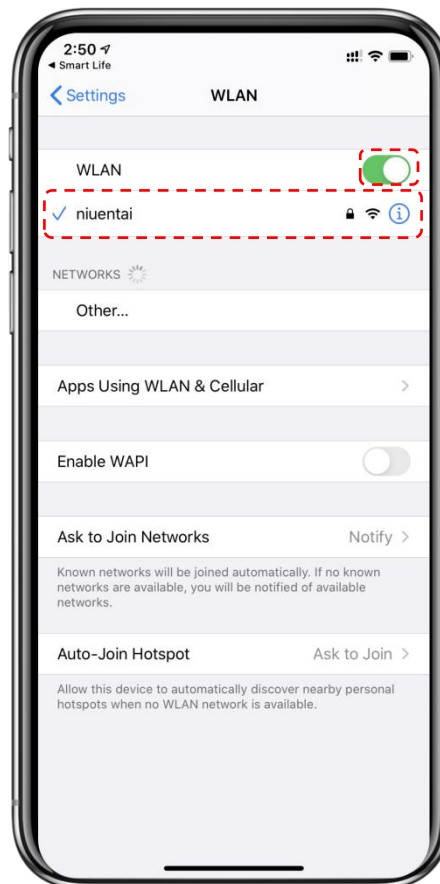 2:50
◀ Smart Life
Settings
WLAN
WLAN
niuentai
NETWORKS
Other...
Apps Using WLAN & Cellular
Enable WAPI
Ask to Join Networks
Notify
Known networks will be joined automatically. If no known
networks are available, you will be notified of available
networks.
Auto-Join Hotspot
Ask to Join
Allow this device to automatically discover nearby personal
hotspots when no WLAN network is available.